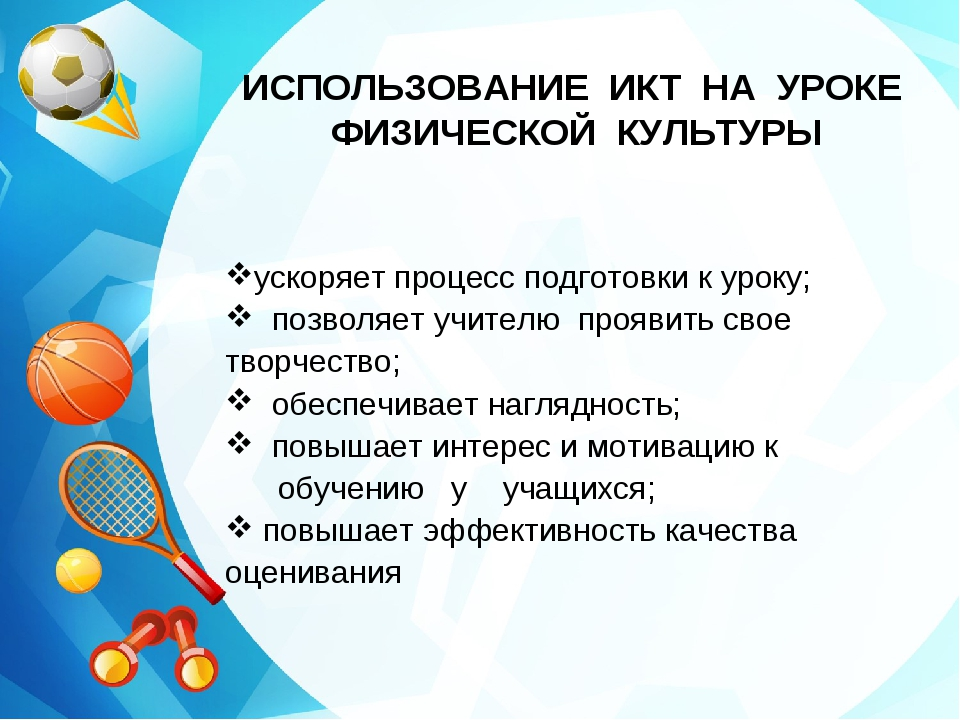 ИСПОЛЬЗОВАНИЕ ИКТ НА УРОКЕ
ФИЗИЧЕСКОЙ КУЛЬТУРЫ
❖ускоряет процесс подготовки к уроку;
❖ позволяет учителю проявить свое
творчество;
❖ обеспечивает наглядность;
❖ повышает интерес и мотивацию к
обучению у учащихся;
❖ повышает эффективность качества
оценивания